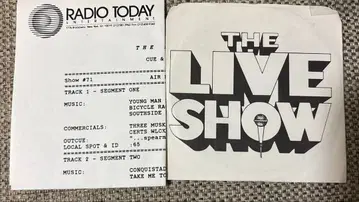 RADIO TODAY
ENTERTAINMENT
THE
CUE &
Show #71 AIR
TRACK 1 - SEGMENT ONE
MUSIC: YOUNG MAN
BICYCLE RA
SOUTHSIDE
COMMERCIALS: THREE MUSK
CERTS WLCX
OUTCUE: "...spearm
LOCAL SPOT & ID :65
TRACK 2 - SEGMENT TWO
MUSIC: CONQUISTAD
TAKE ME TO
THE
LIVE
SHOW